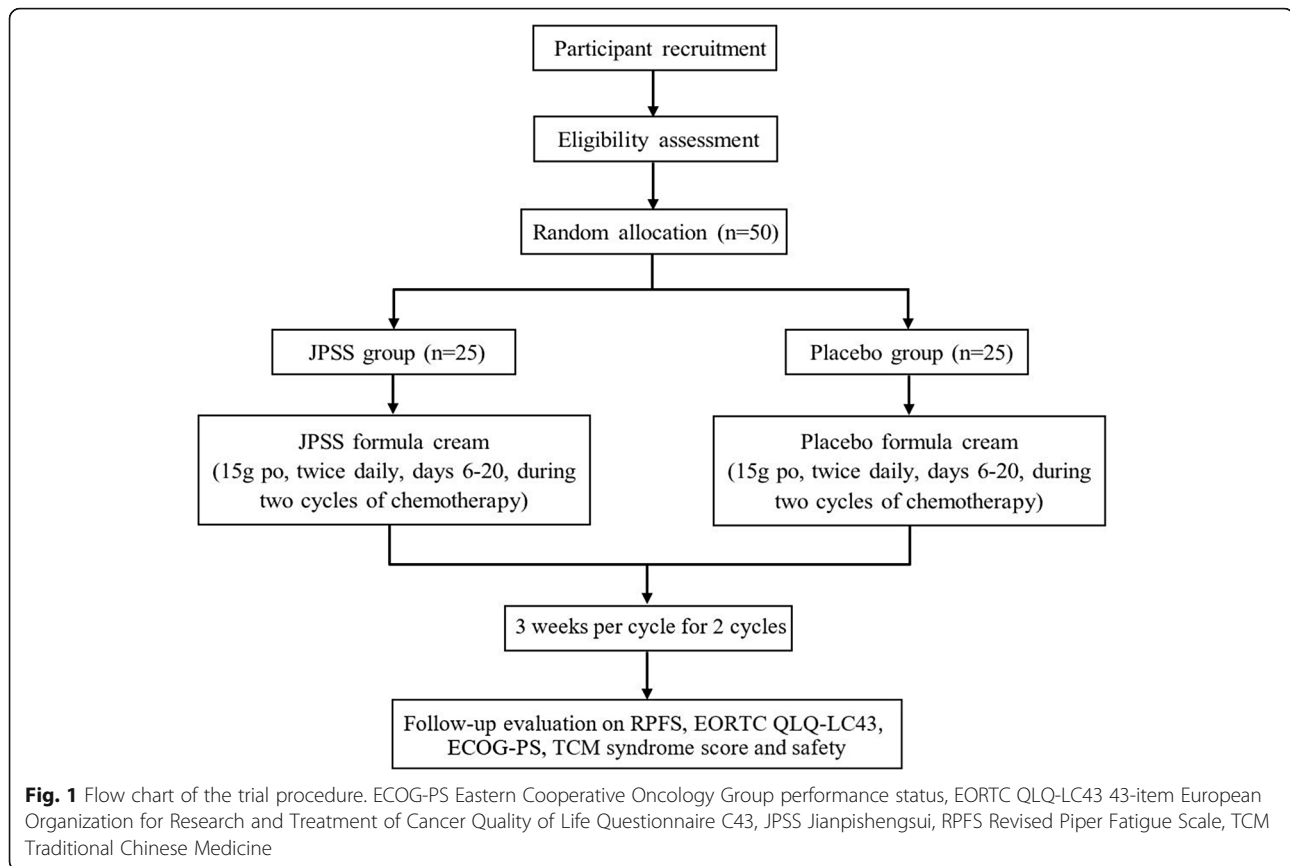 Participant recruitment
Eligibility assessment
Random allocation (n=50)
JPSS group (n=25)
Placebo group (n=25)
JPSS formula cream
(15g po, twice daily, days 6-20, during
two cycles of chemotherapy)
Placebo formula cream
(15g po, twice daily, days 6-20, during
two cycles of chemotherapy)
3 weeks per cycle for 2 cycles
Follow-up evaluation on RPFS, EORTC QLQ-LC43,
ECOG-PS, TCM syndrome score and safety
Fig. 1 Flow chart of the trial procedure. ECOG-PS Eastern Cooperative Oncology Group performance status, EORTC QLQ-LC43 43-item European
Organization for Research and Treatment of Cancer Quality of Life Questionnaire C43, JPSS Jianpishengsui, RPFS Revised Piper Fatigue Scale, TCM
Traditional Chinese Medicine